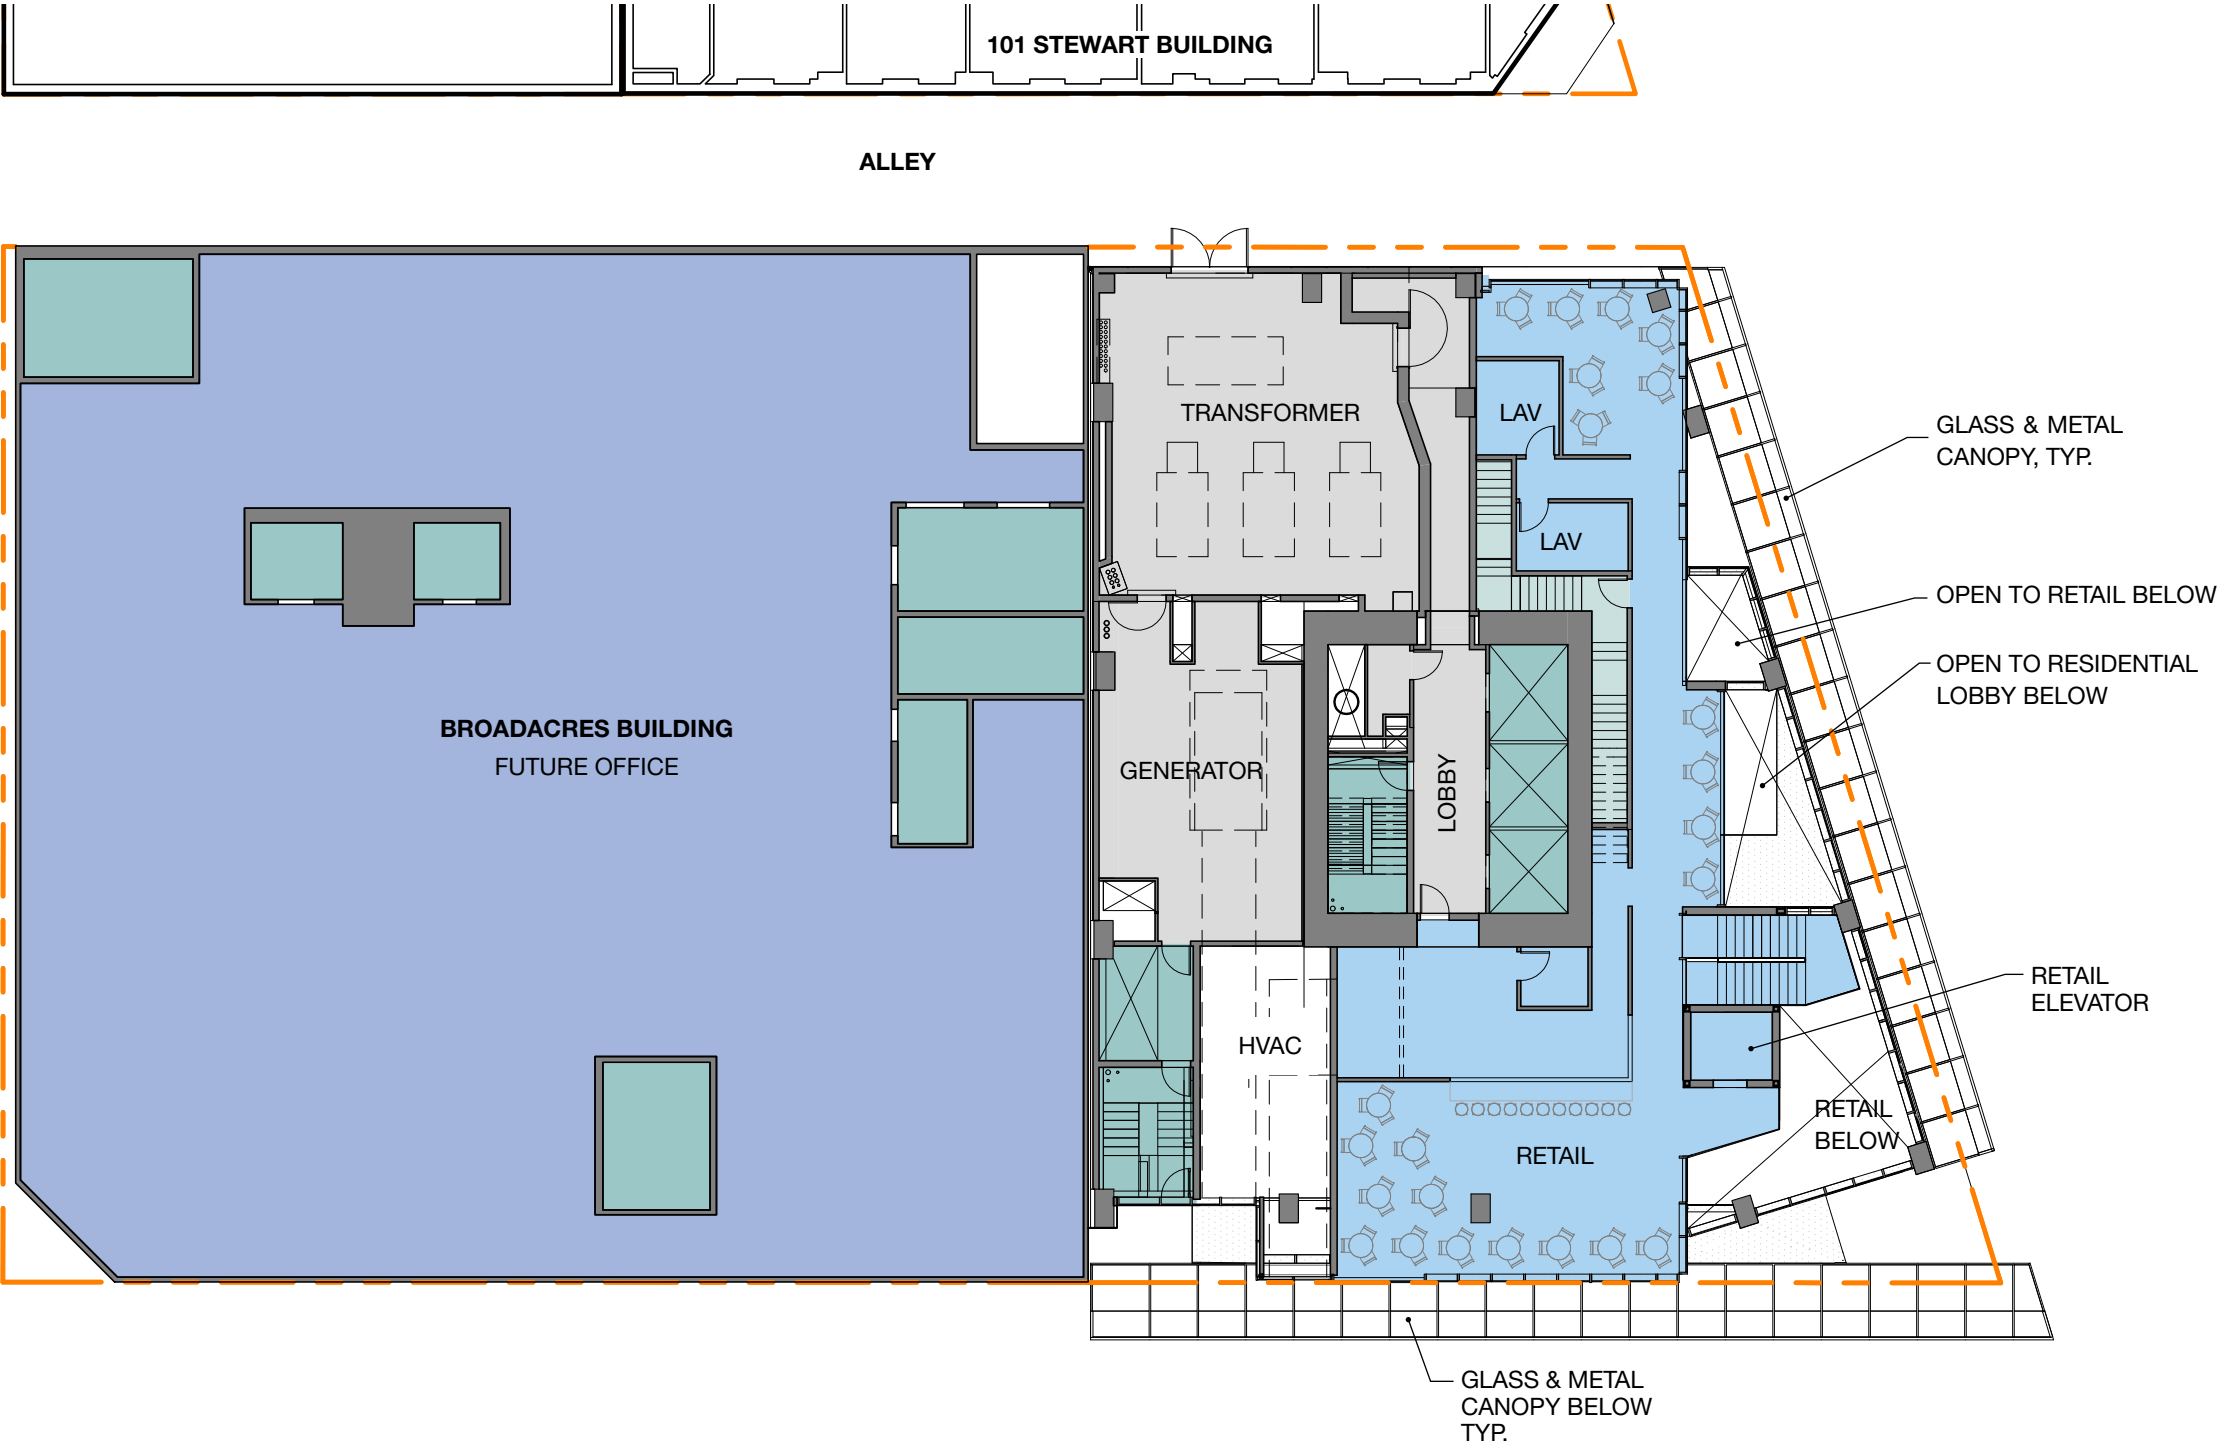 101 STEWART BUILDING
ALLEY
TRANSFORMER
LAV
LAV
GLASS & METAL
CANOPY, TYP.
OPEN TO RETAIL BELOW
OPEN TO RESIDENTIAL
LOBBY BELOW
BROADACRES BUILDING
FUTURE OFFICE
GENERATOR
LOBBY
RETAIL
ELEVATOR
HVAC
RETAIL
BELOW
RETAIL
GLASS & METAL
CANOPY BELOW
TYP.